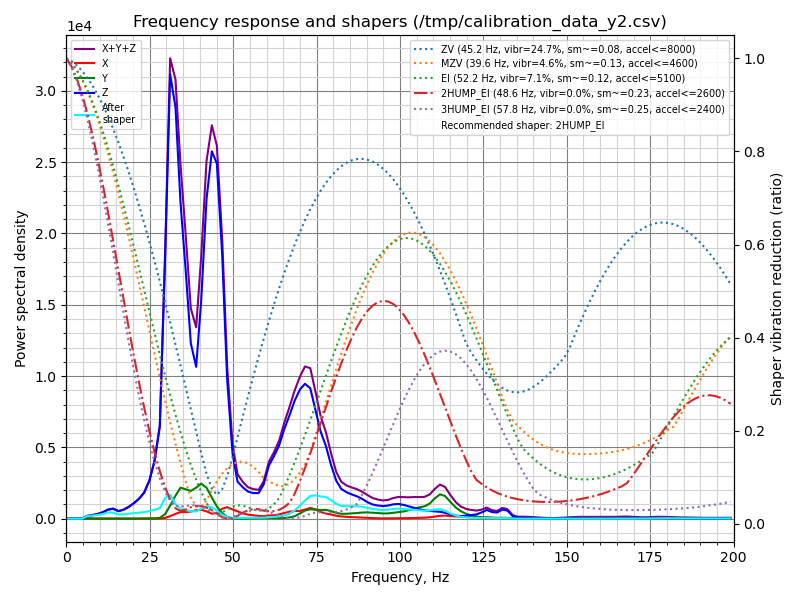 Frequency response and shapers (/tmp/calibration_data_y2.csv)
1e4
X+Y+Z
X
Y
Z
After
shaper
ZV (45.2 Hz, vibr=24.7%, sm~=0.08, accel<=8000)
MZV (39.6 Hz, vibr=4.6%, sm~=0.13, accel<=4600)
EI (52.2 Hz, vibr=7.1%, sm~=0.12, accel<=5100)
2HUMP_EI (48.6 Hz, vibr=0.0%, sm~=0.23, accel<=2600)
3HUMP_EI (57.8 Hz, vibr=0.0%, sm~=0.25, accel<=2400)
Recommended shaper: 2HUMP_EI
Power spectral density
3.0
2.5
2.0
1.5
1.0
0.5
0.0
1.0
0.8
0.6
0.4
0.2
0.0
Shaper vibration reduction (ratio)
0 25 50 75 100 125 150 175 200
Frequency, Hz